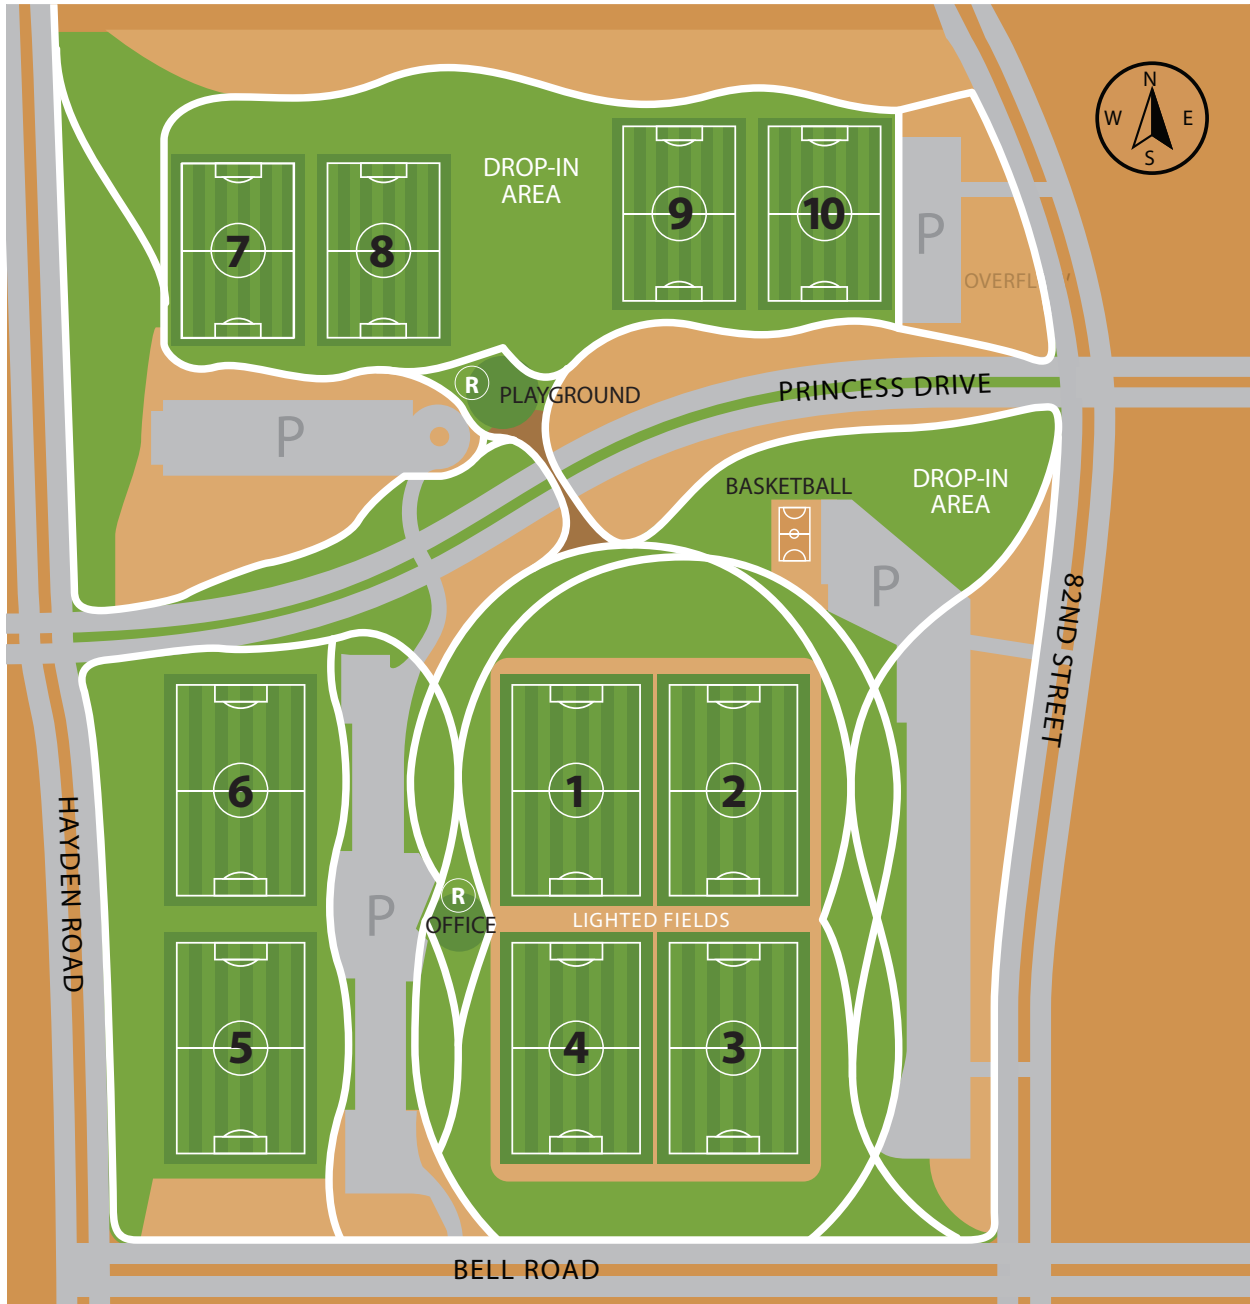 N
W
E
S
DROP-IN
AREA
7
8
9
10
P
R
PLAYGROUND
PRINCESS DRIVE
P
BASKETBALL
DROP-IN
AREA
P
82ND STREET
6
1
2
HAYDEN ROAD
P
R
OFFICE
LIGHTED FIELDS
5
4
3
BELL ROAD